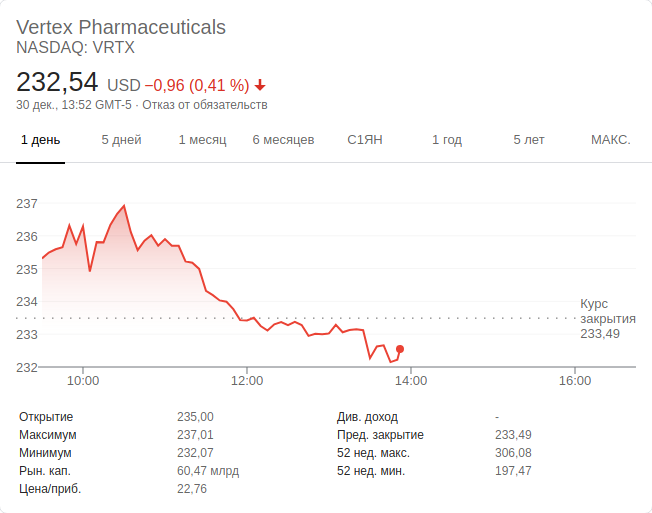 Vertex Pharmaceuticals
NASDAQ: VRTX
232,54 USD −0,96 (0,41 %)
30 дек., 13:52 GMT-5 · Отказ от обязательств
1 день 5 дней 1 месяц 6 месяцев С1ЯН 1 год 5 лет МАКС.
237
236
235
234
233
232
Курс
закрытия
233,49
10:00 12:00 14:00 16:00
Открытие 235,00 Див. доход -
Максимум 237,01 Пред. закрытие 233,49
Минимум 232,07 52 нед. макс. 306,08
Рын. кап. 60,47 млрд 52 нед. мин. 197,47
Цена/приб. 22,76